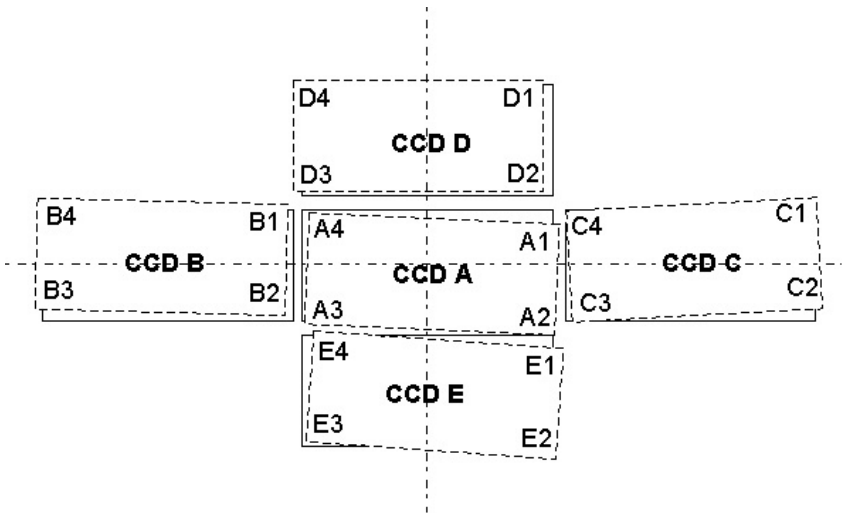 D4 D1
CCD D
D3 D2
B4 B1
CCD B
B3 B2
A4 A1
CCD A
A3 A2
C4 C1
CCD C
C3 C2
E4 E1
CCD E
E3 E2